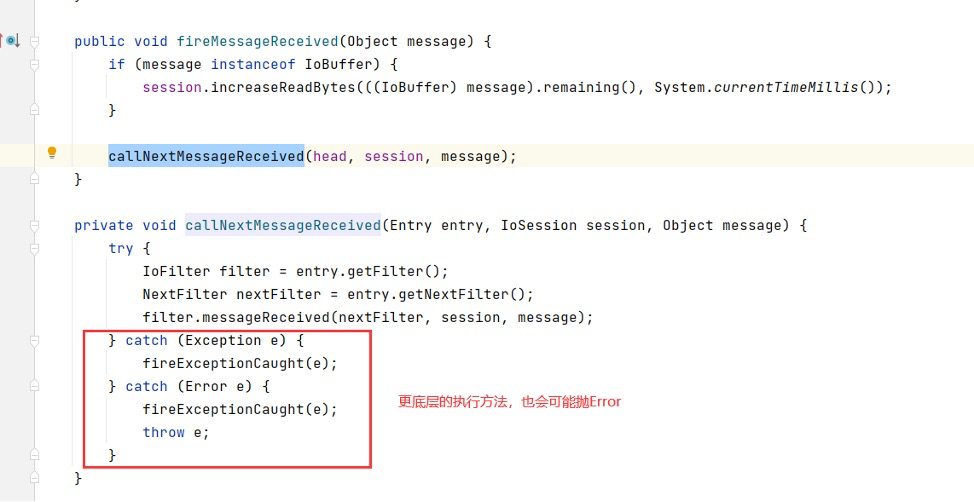 public void fireMessageReceived(Object message) {
if (message instanceof IoBuffer) {
session.increaseReadBytes(((IoBuffer) message).remaining(), System.currentTimeMillis());
}
callNextMessageReceived(head, session, message);
}
private void callNextMessageReceived(Entry entry, IoSession session, Object message) {
try {
IoFilter filter = entry.getFilter();
NextFilter nextFilter = entry.getNextFilter();
filter.messageReceived(nextFilter, session, message);
} catch (Exception e) {
fireExceptionCaught(e);
} catch (Error e) {
更底层的执行方法，也会可能抛Error
fireExceptionCaught(e);
throw e;
}
}